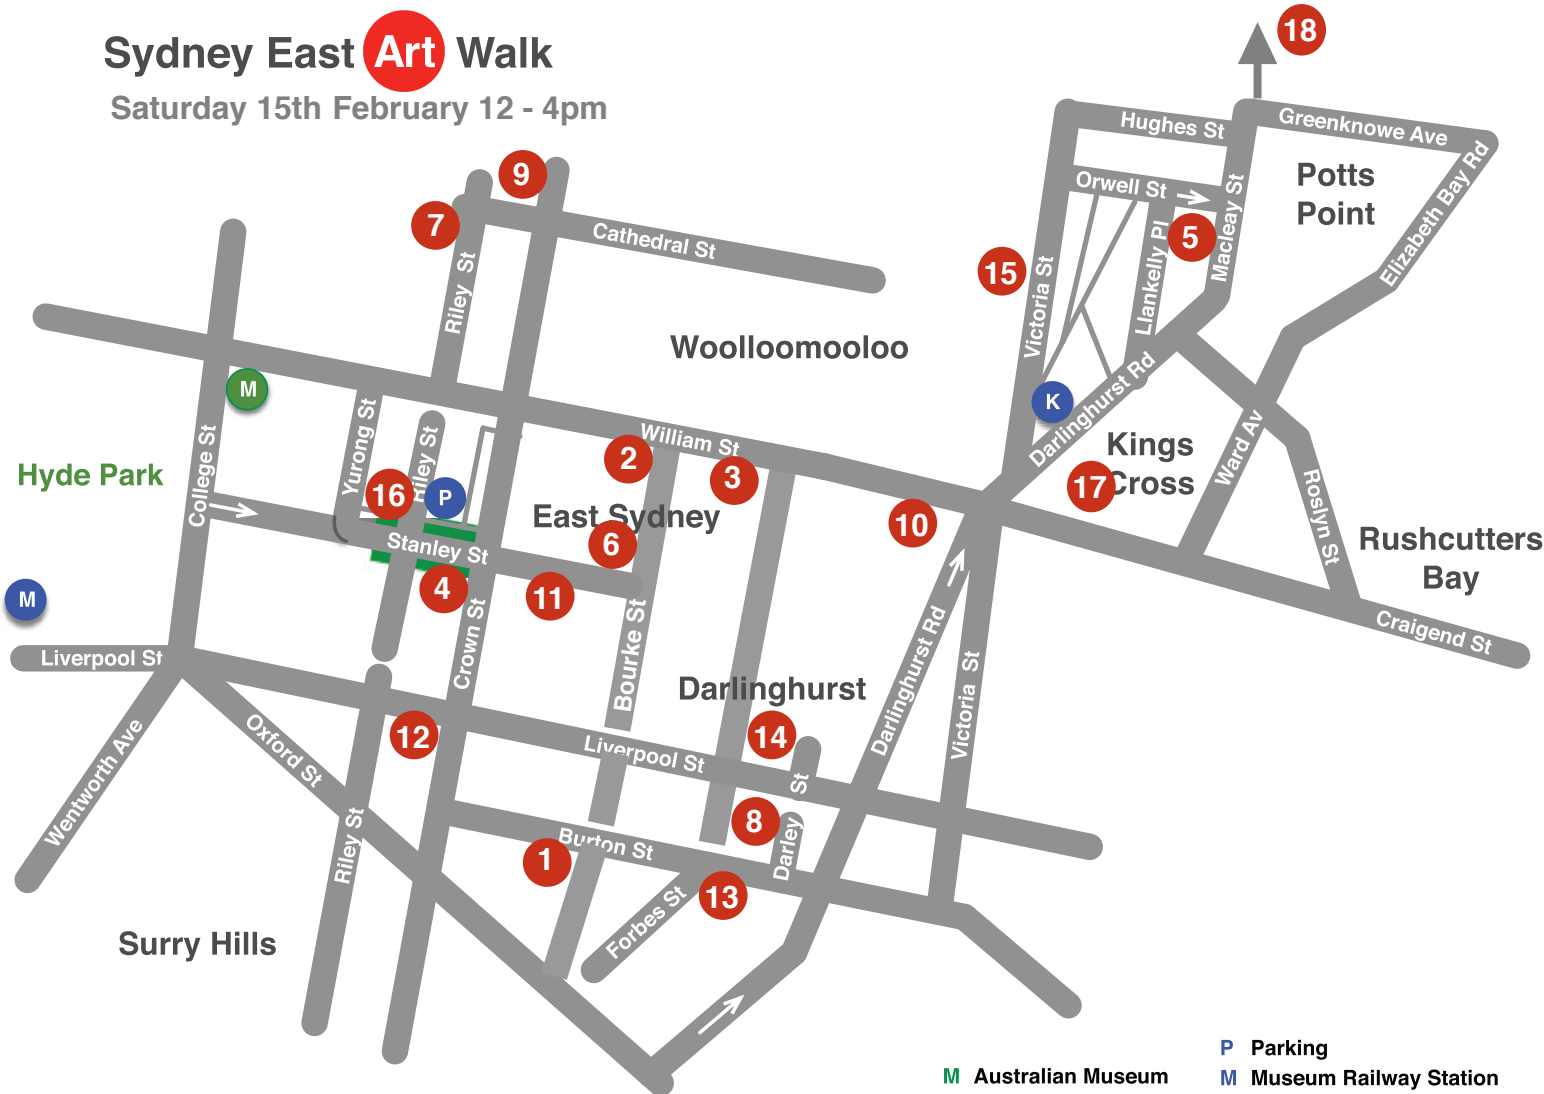 Sydney East Art Walk
Saturday 15th February 12 - 4pm
18
Hughes St
Greenknowe Ave
Orwell St
Potts
Point
Elizabeth Bay Rd
Macleay St
Llankelly Pl
5
15
Victoria St
9
7
Cathedral St
Riley St
Woolloomooloo
M
K
Darlinghurst Rd
Kings
Cross
17
Ward Av
Roslyn St
Rushcutters
Bay
Craigend St
William St
2
3
10
Hyde Park
College St
Yurong St
Riley St
16
P
East Sydney
6
Stanley St
4
11
M
Liverpool St
Crown St
Bourke St
Darlinghurst
Darlinghurst Rd
Victoria St
12
14
Liverpool St
Wentworth Ave
Oxford St
Riley St
8
Darley St
Burton St
1
13
Forbes St
Surry Hills
P Parking
M Australian Museum
M Museum Railway Station